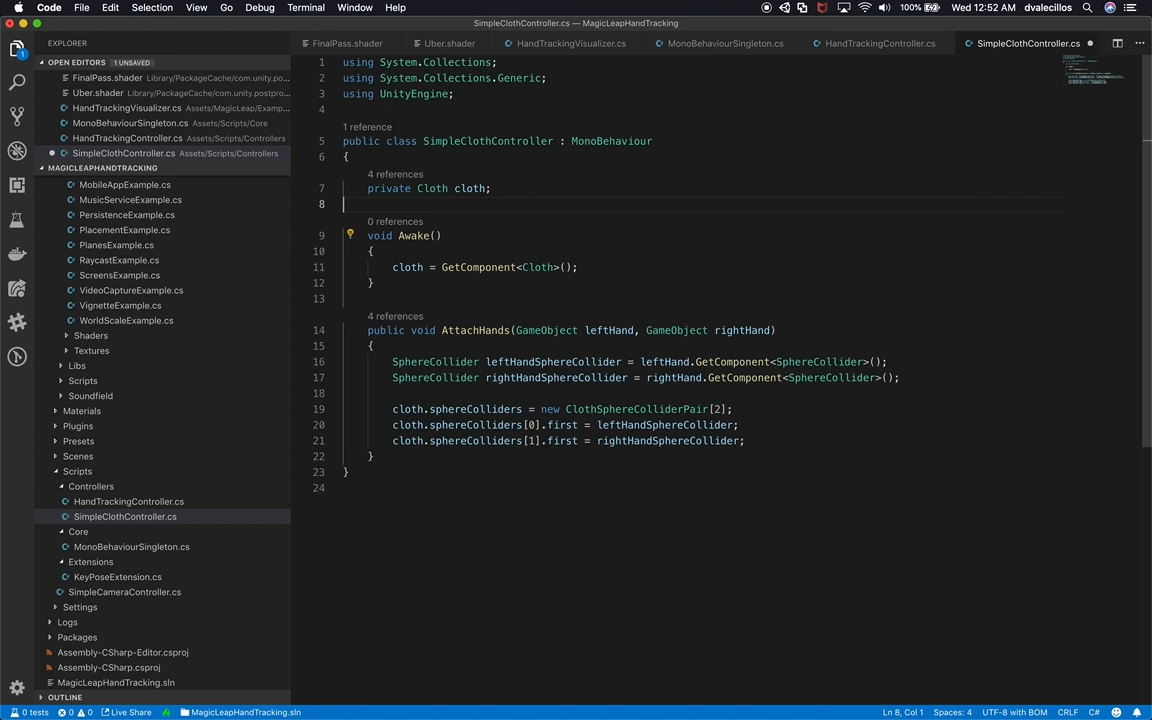 Code File Edit Selection View Go Debug Terminal Window Help 100% Wed 12:52 AM dvalecillos
SimpleClothController.cs — MagicLeapHandTracking
EXPLORER
FinalPass.shader Uber.shader HandTrackingVisualizer.cs MonoBehaviourSingleton.cs HandTrackingController.cs SimpleClothController.cs
OPEN EDITORS 1 UNSAVED
FinalPass.shader Library/PackageCache/com.unity.po...
Uber.shader Library/PackageCache/com.unity.postpro...
HandTrackingVisualizer.cs Assets/MagicLeap/Examp...
MonoBehaviourSingleton.cs Assets/Scripts/Core
HandTrackingController.cs Assets/Scripts/Controllers
SimpleClothController.cs Assets/Scripts/Controllers
MAGICLEAPHANDTRACKING
MobileAppExample.cs
MusicServiceExample.cs
PersistenceExample.cs
PlacementExample.cs
PlanesExample.cs
RaycastExample.cs
ScreensExample.cs
VideoCaptureExample.cs
VignetteExample.cs
WorldScaleExample.cs
Shaders
Textures
Libs
Scripts
Soundfield
Materials
Plugins
Presets
Scenes
Scripts
Controllers
HandTrackingController.cs
SimpleClothController.cs
Core
MonoBehaviourSingleton.cs
Extensions
KeyPoseExtension.cs
SimpleCameraController.cs
Settings
Logs
Packages
Assembly-CSharp-Editor.csproj
Assembly-CSharp.csproj
MagicLeapHandTracking.sln
OUTLINE
1 using System.Collections;
2 using System.Collections.Generic;
3 using UnityEngine;
4
1 reference
5 public class SimpleClothController : MonoBehaviour
6 {
4 references
7 private Cloth cloth;
8
0 references
9 void Awake()
10 {
11 cloth = GetComponent<Cloth>();
12 }
13
4 references
14 public void AttachHands(GameObject leftHand, GameObject rightHand)
15 {
16 SphereCollider leftHandSphereCollider = leftHand.GetComponent<SphereCollider>();
17 SphereCollider rightHandSphereCollider = rightHand.GetComponent<SphereCollider>();
18
19 cloth.sphereColliders = new ClothSphereColliderPair[2];
20 cloth.sphereColliders[0].first = leftHandSphereCollider;
21 cloth.sphereColliders[1].first = rightHandSphereCollider;
22 }
23 }
24
0 tests 0 0 Live Share MagicLeapHandTracking.sln Ln 8, Col 1 Spaces: 4 UTF-8 with BOM CRLF C#